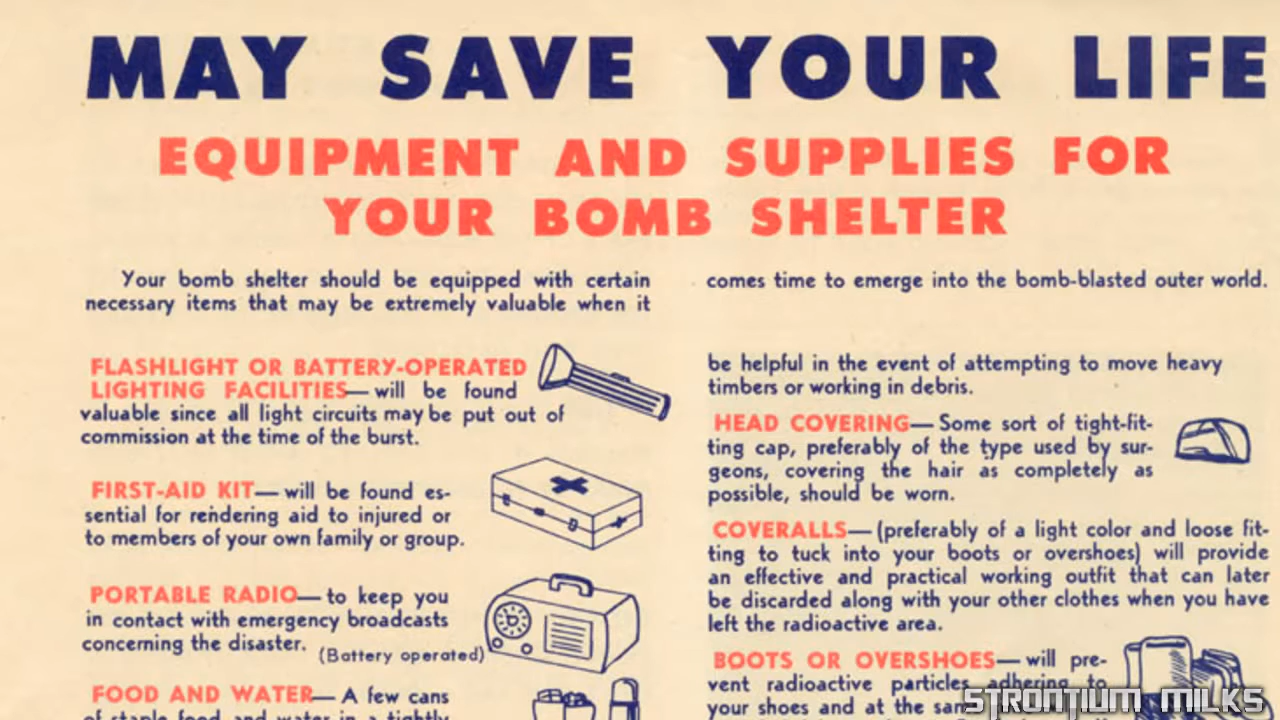 MAY SAVE YOUR LIFE
EQUIPMENT AND SUPPLIES FOR
YOUR BOMB SHELTER
Your bomb shelter should be equipped with certain
necessary items that may be extremely valuable when it
comes time to emerge into the bomb-blasted outer world.
FLASHLIGHT OR BATTERY-OPERATED
LIGHTING FACILITIES—will be found
valuable since all light circuits may be put out of
commission at the time of the burst.
FIRST-AID KIT—will be found es-
sential for rendering aid to injured or
to members of your own family or group.
PORTABLE RADIO—to keep you
in contact with emergency broadcasts
concerning the disaster.
(Battery operated)
FOOD AND WATER—A few cans
of staple food and water in a tightly
be helpful in the event of attempting to move heavy
timbers or working in debris.
HEAD COVERING—Some sort of tight-fit-
ting cap, preferably of the type used by sur-
geons, covering the hair as completely as
possible, should be worn.
COVERALLS—(preferably of a light color and loose fit-
ting to tuck into your boots or overshoes) will provide
an effective and practical working outfit that can later
be discarded along with your other clothes when you have
left the radioactive area.
BOOTS OR OVERSHOES—will pre-
vent radioactive particles adhering to
your shoes and at the
STRONTIUM MILKS